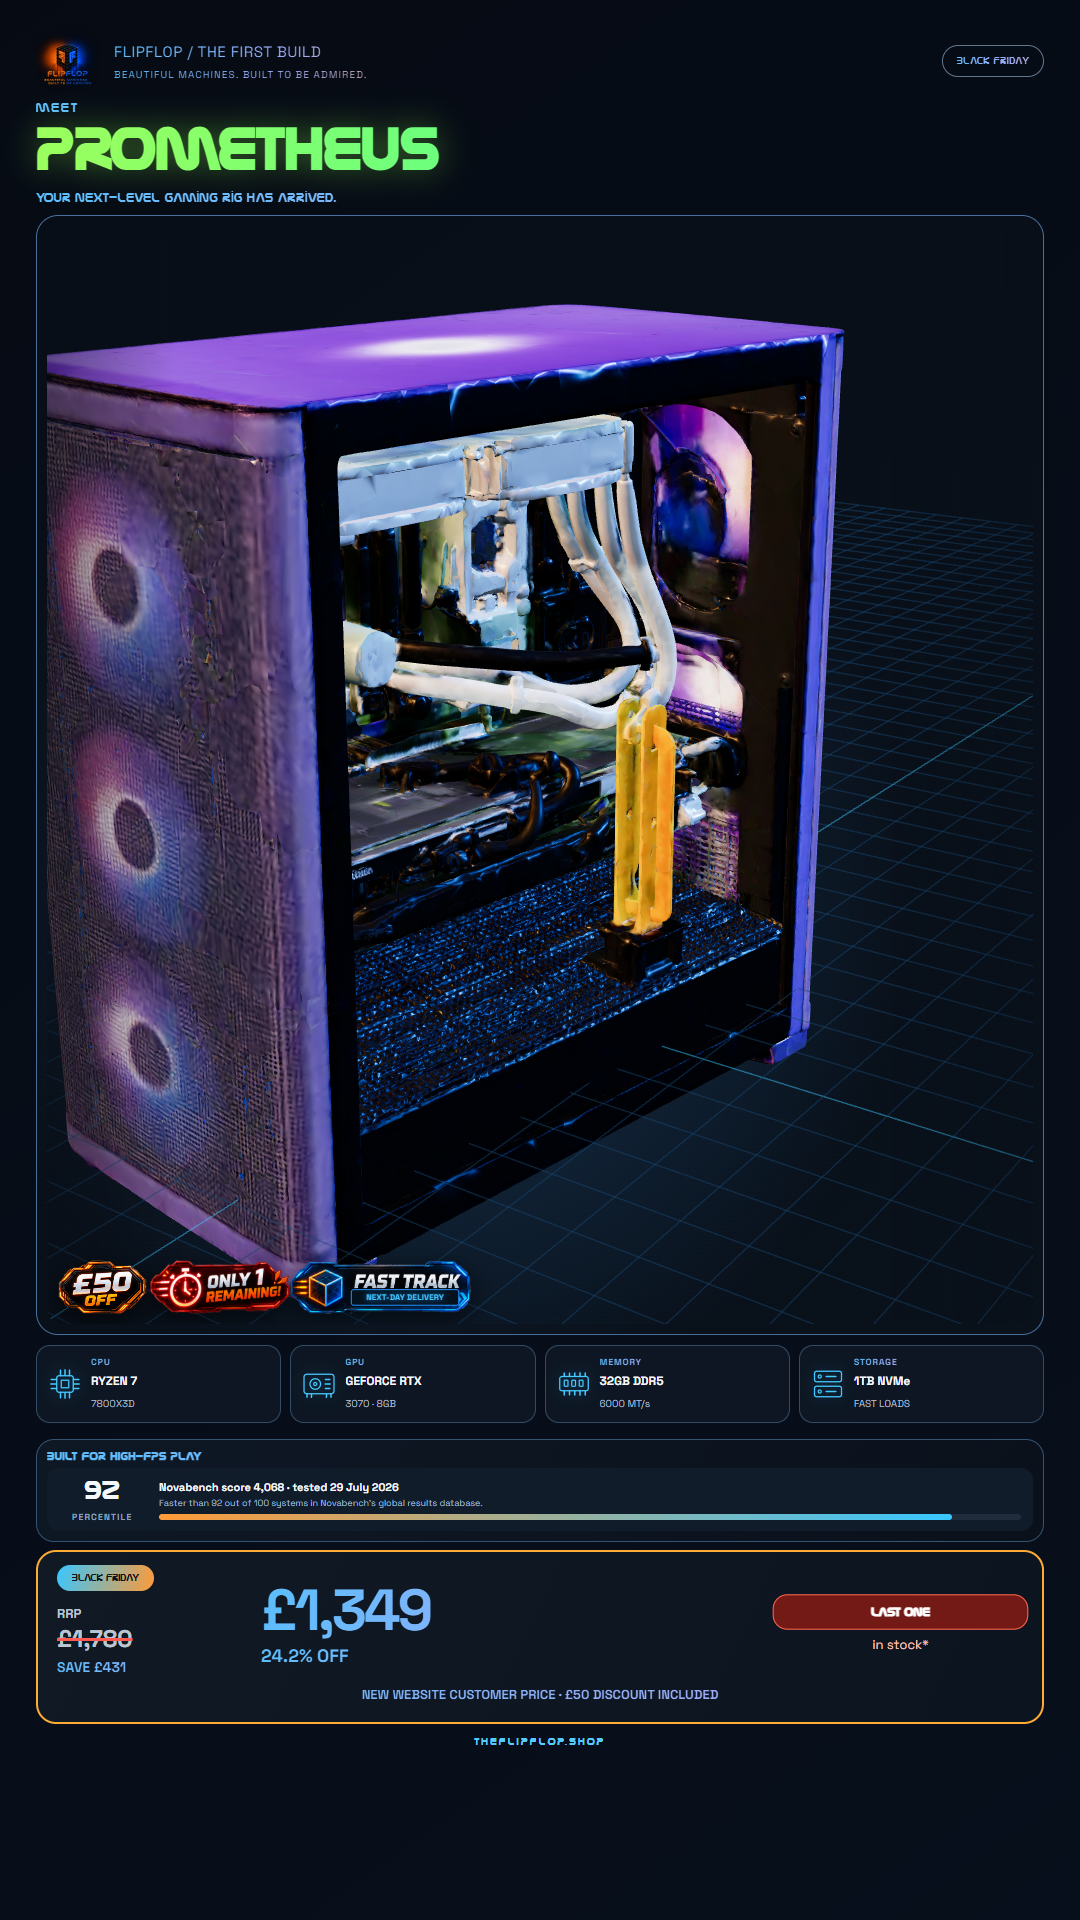 FLIPFLOP
FLIPFLOP / THE FIRST BUILD
BEAUTIFUL MACHINES. BUILT TO BE ADMIRED.
BLACK FRIDAY
MEET
PROMETHEUS
YOUR NEXT-LEVEL GAMING RIG HAS ARRIVED.
£50
OFF
ONLY 1
REMAINING!
FAST TRACK
NEXT-DAY DELIVERY
CPU
RYZEN 7
7800X3D
GPU
GEFORCE RTX
3070 · 8GB
MEMORY
32GB DDR5
6000 MT/s
STORAGE
1TB NVMe
FAST LOADS
BUILT FOR HIGH-FPS PLAY
92
PERCENTILE
Novabench score 4,068 · tested 29 July 2026
Faster than 92 out of 100 systems in Novabench's global results database.
BLACK FRIDAY
RRP
£1,780
SAVE £431
£1,349
24.2% OFF
LAST ONE
in stock*
NEW WEBSITE CUSTOMER PRICE · £50 DISCOUNT INCLUDED
THEFLIPFLOP.SHOP